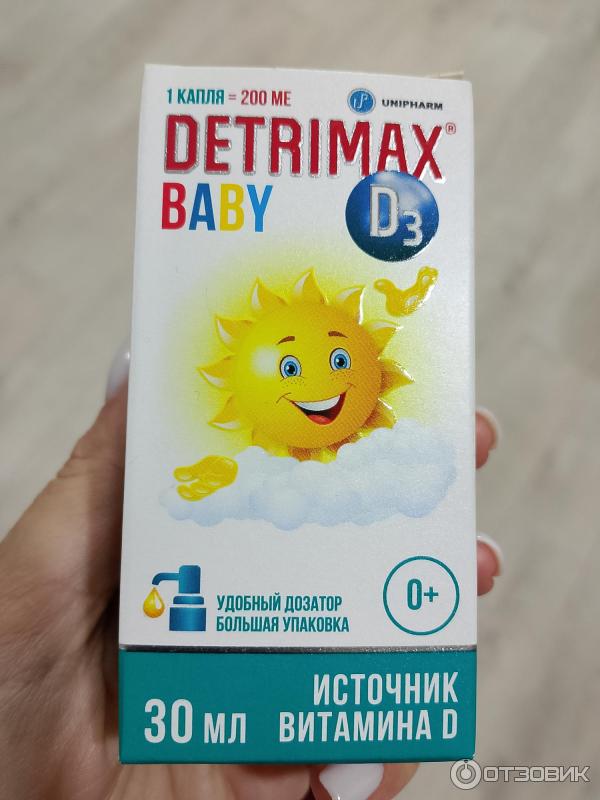 1 КАПЛЯ = 200 МЕ
UNIPHARM
DETRIMAX®
BABY
D3
УДОБНЫЙ ДОЗАТОР
БОЛЬШАЯ УПАКОВКА
0+
30 МЛ
ИСТОЧНИК
ВИТАМИНА D
ОТЗОВИК